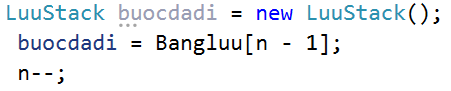 LuuStack buocdadi = new LuuStack();
buocdadi = Bangluu[n - 1];
n--;